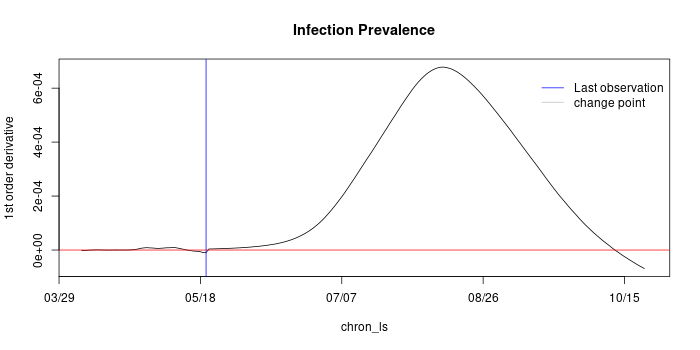 Infection Prevalence
1st order derivative
6e-04
4e-04
2e-04
0e+00
Last observation
change point
03/29 05/18 07/07 08/26 10/15
chron_ls